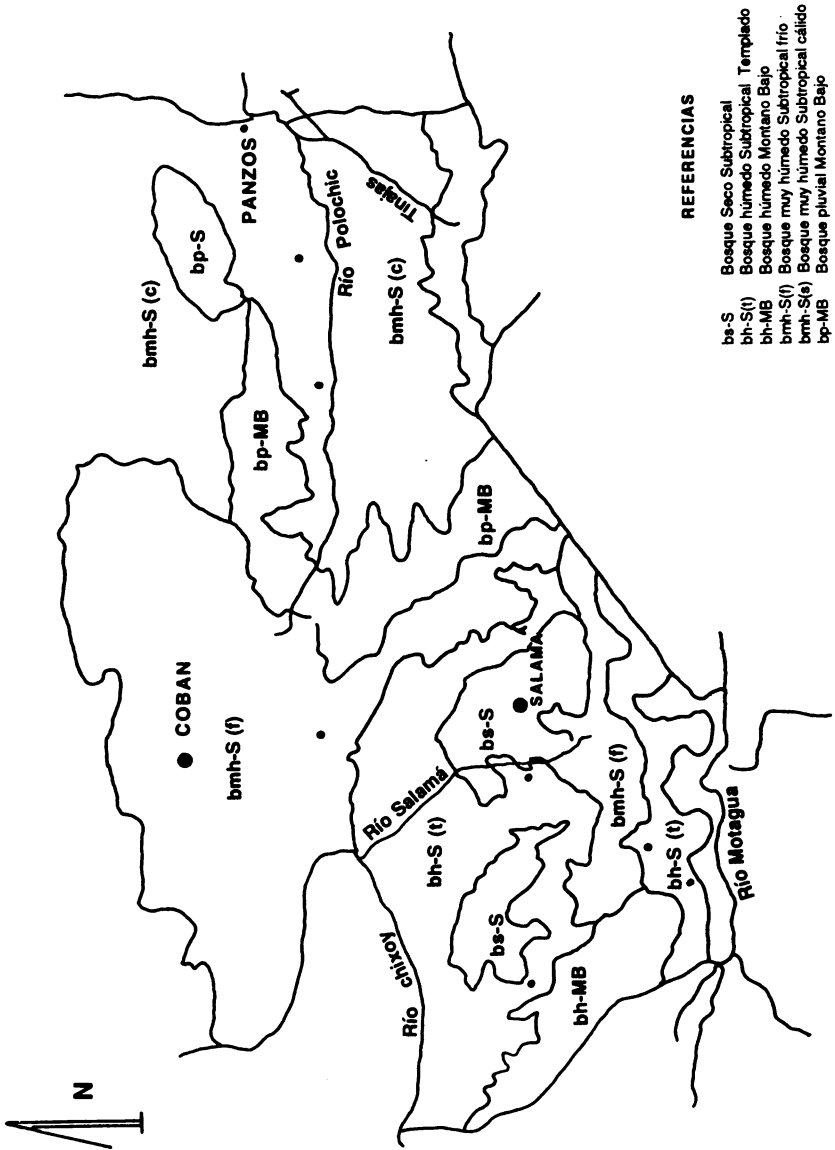 N
COBAN
bmh-S (f)
bmh-S (c)
bp-S
PANZOS
bp-MB
Río Polochic
Tinajas
bmh-S (c)
bp-MB
Río chixoy
Río Salamá
bh-S (t)
bs-S
SALAMA
bs-S
bh-MB
bmh-S (f)
bh-S (t)
Río Motagua
REFERENCIAS
bs-S Bosque Seco Subtropical
bh-S(t) Bosque húmedo Subtropical Templado
bh-MB Bosque húmedo Montano Bajo
bmh-S(f) Bosque muy húmedo Subtropical frío
bmh-S(s) Bosque muy húmedo Subtropical cálido
bp-MB Bosque pluvial Montano Bajo